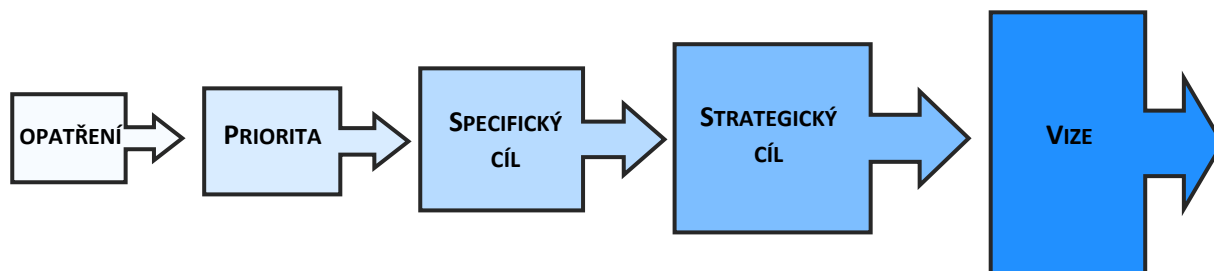 OPATŘENÍ
PRIORITA
SPECIFICKÝ
CÍL
STRATEGICKÝ
CÍL
VIZE